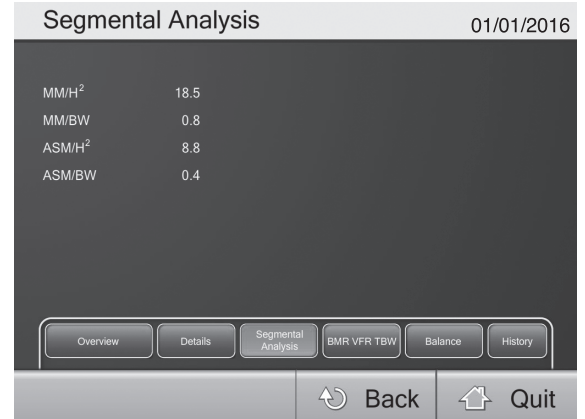 Segmental Analysis 01/01/2016
MM/H² 18.5
MM/BW 0.8
ASM/H² 8.8
ASM/BW 0.4
Overview Details Segmental Analysis BMR VFR TBW Balance History
Back Quit